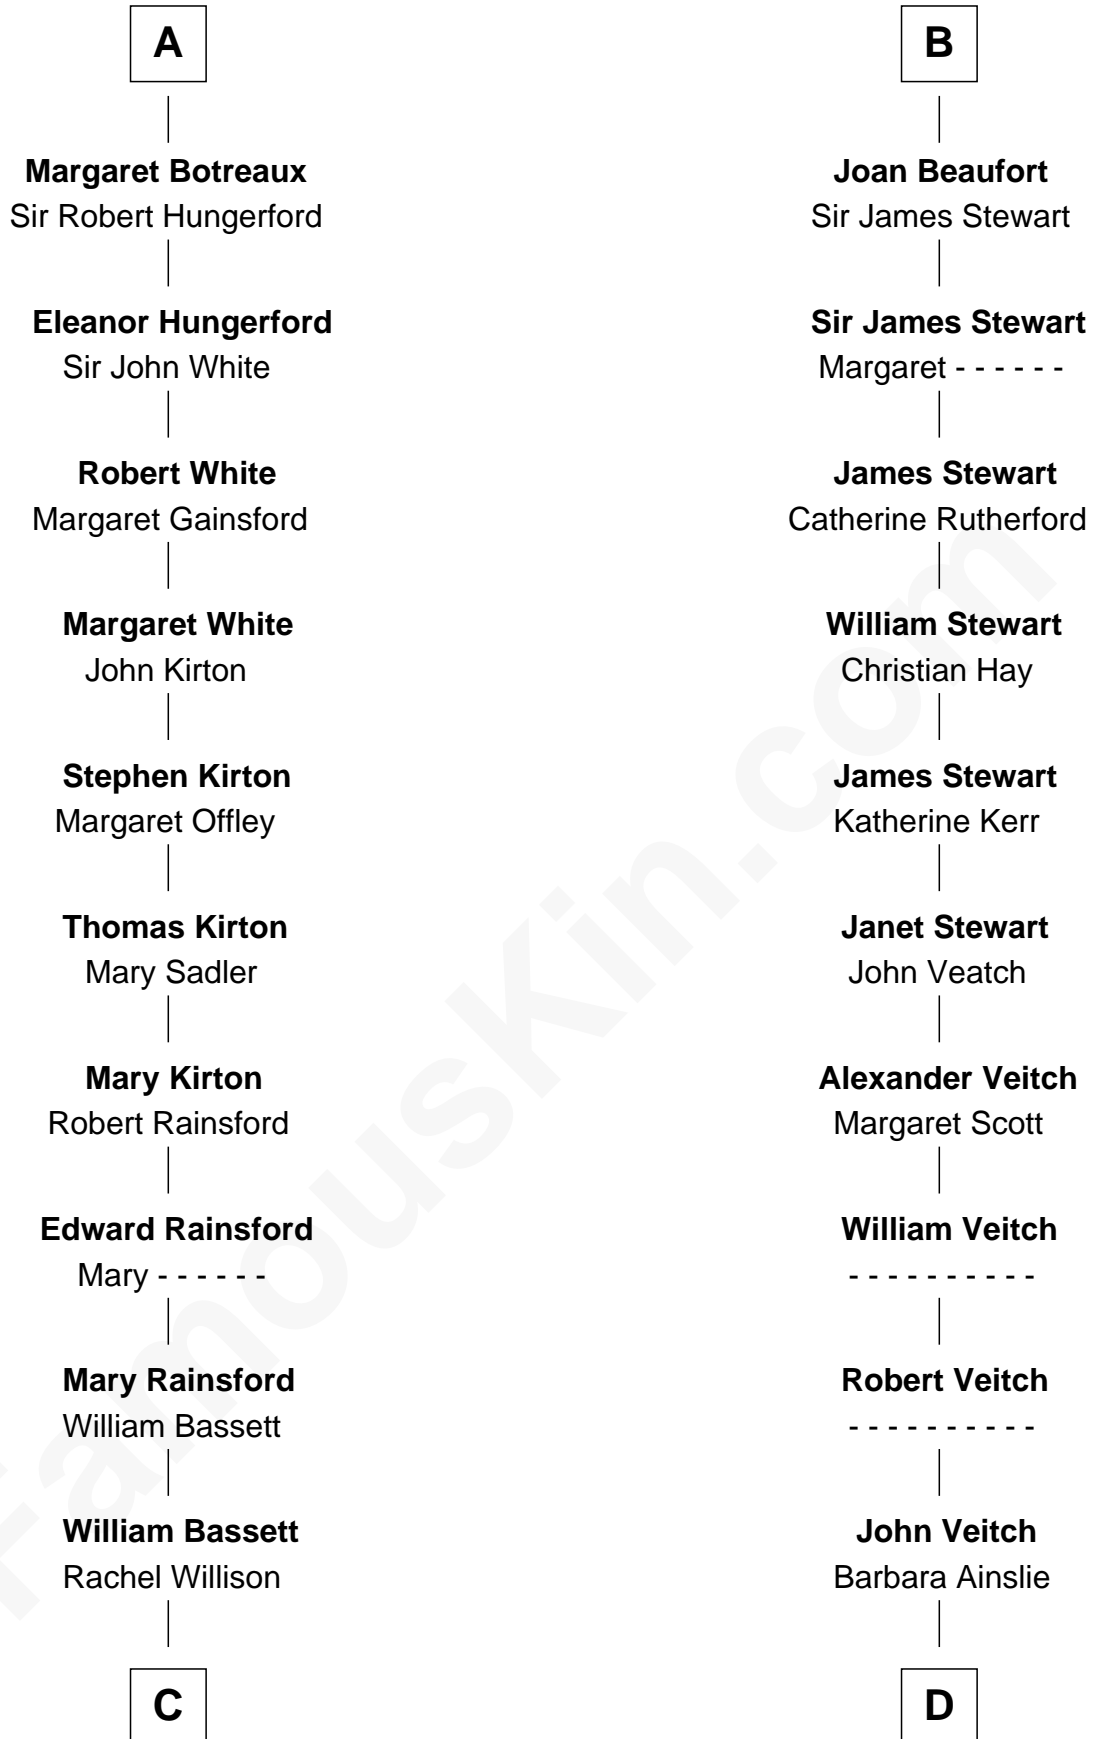 A
Margaret Botreaux
Sir Robert Hungerford
Eleanor Hungerford
Sir John White
Robert White
Margaret Gainsford
Margaret White
John Kirton
Stephen Kirton
Margaret Offley
Thomas Kirton
Mary Sadler
Mary Kirton
Robert Rainsford
Edward Rainsford
Mary - - - - - -
Mary Rainsford
William Bassett
William Bassett
Rachel Willison
C
B
Joan Beaufort
Sir James Stewart
Sir James Stewart
Margaret - - - - - -
James Stewart
Catherine Rutherford
William Stewart
Christian Hay
James Stewart
Katherine Kerr
Janet Stewart
John Veatch
Alexander Veitch
Margaret Scott
William Veitch
- - - - - - - - - -
Robert Veitch
- - - - - - - - - -
John Veitch
Barbara Ainslie
D
FamousKin.com